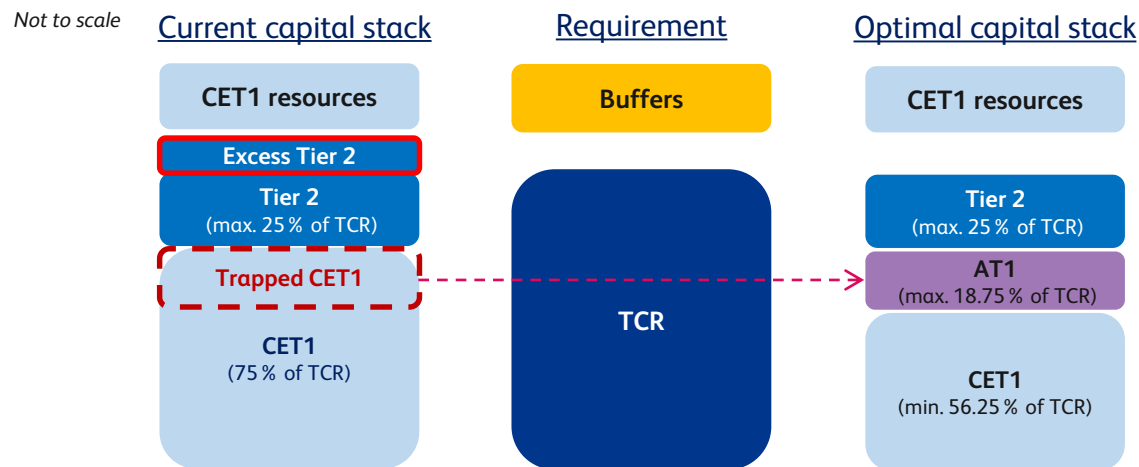 Not to scale
Current capital stack
CET1 resources
Excess Tier 2
Tier 2
(max. 25 % of TCR)
Trapped CET1
CET1
(75 % of TCR)
Requirement
Buffers
TCR
Optimal capital stack
CET1 resources
Tier 2
(max. 25 % of TCR)
AT1
(max. 18.75 % of TCR)
CET1
(min. 56.25 % of TCR)